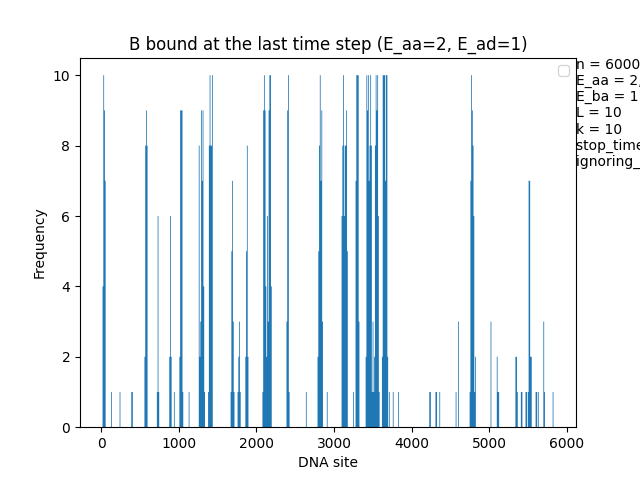 B bound at the last time step (E_aa=2, E_ad=1)
n = 6000
E_aa = 2,
E_ba = 1
L = 10
k = 10
stop_time
ignoring_
Frequency
10
8
6
4
2
0
0 1000 2000 3000 4000 5000 6000
DNA site